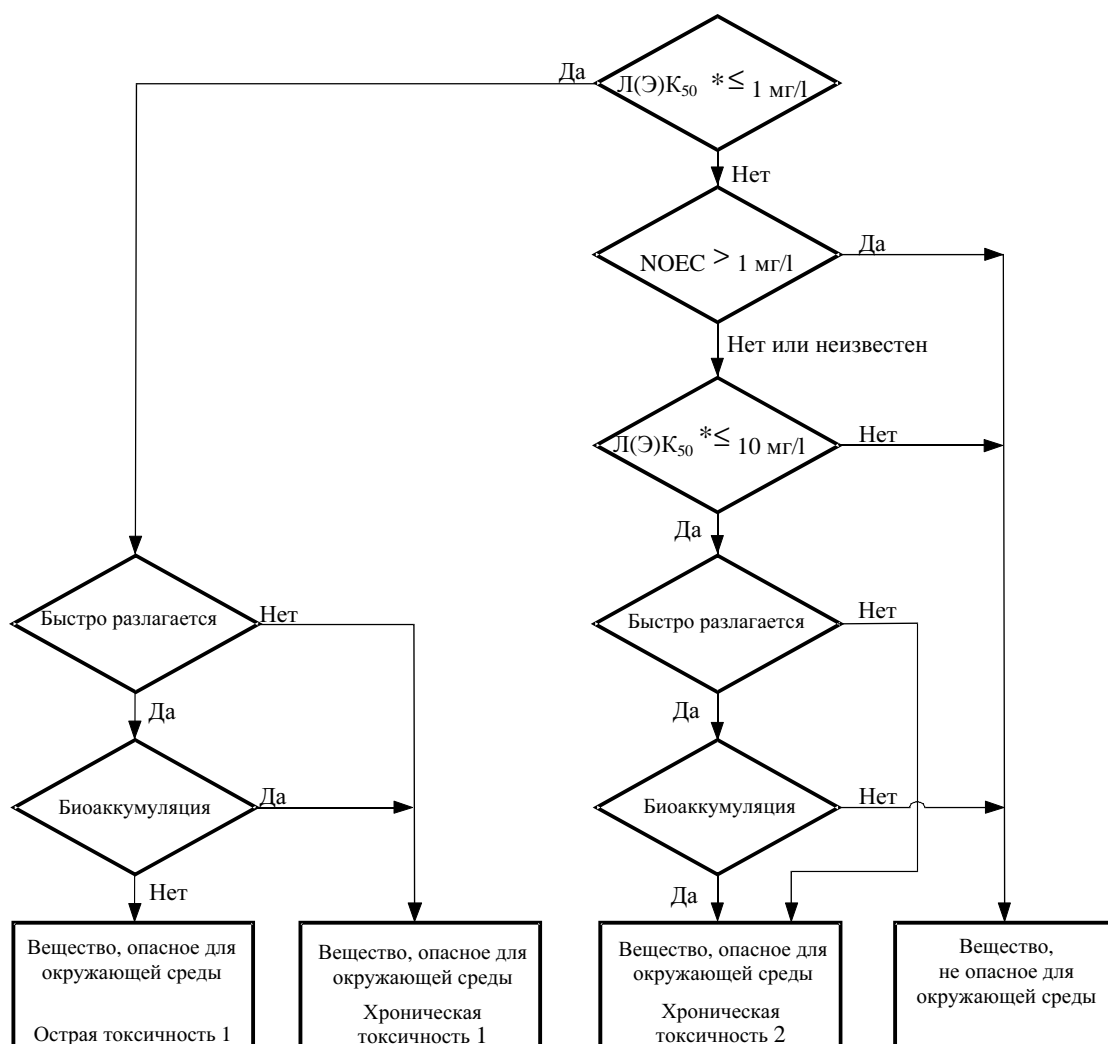 Да
Л(Э)К50 *≤ 1 мг/l
Нет
NOEC > 1 мг/l
Да
Нет или неизвестен
Л(Э)К50 *≤ 10 мг/l
Нет
Да
Быстро разлагается
Нет
Быстро разлагается
Нет
Да
Да
Биоаккумуляция
Да
Биоаккумуляция
Нет
Нет
Да
Вещество, опасное для
окружающей среды
Острая токсичность 1
Вещество, опасное для
окружающей среды
Хроническая
токсичность 1
Вещество, опасное для
окружающей среды
Хроническая
токсичность 2
Вещество,
не опасное для
окружающей среды